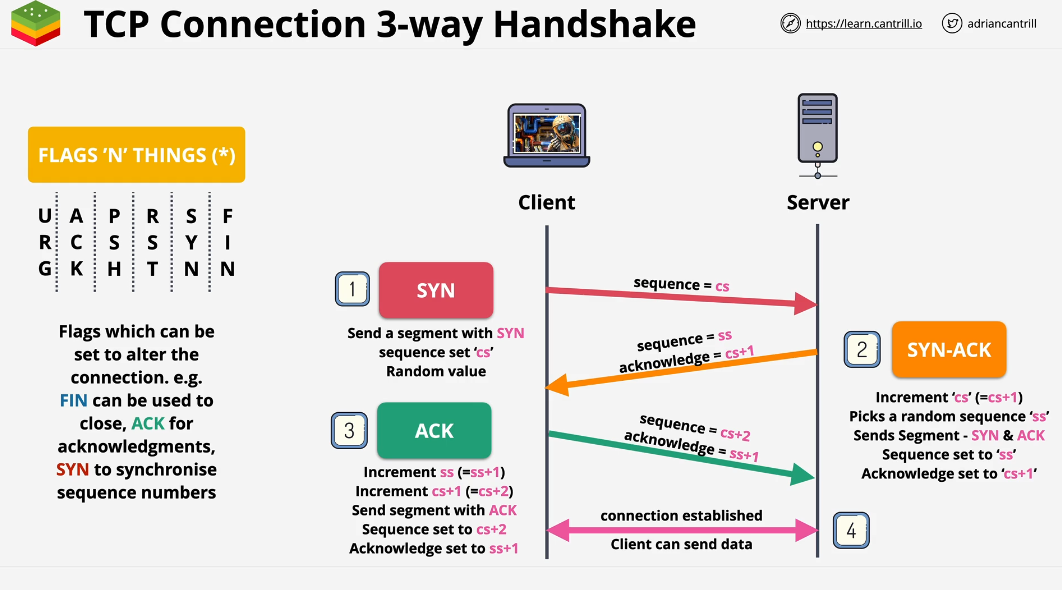 TCP Connection 3-way Handshake
https://learn.cantrill.io
adriancantrill
FLAGS ’N’ THINGS (*)
URG
ACK
PSH
RST
SYN
FIN
Flags which can be
set to alter the
connection. e.g.
FIN can be used to
close, ACK for
acknowledgments,
SYN to synchronise
sequence numbers
Client
Server
1
SYN
Send a segment with SYN
sequence set ‘cs’
Random value
sequence = cs
2
SYN-ACK
Increment ‘cs’ (=cs+1)
Picks a random sequence ‘ss’
Sends Segment - SYN & ACK
Sequence set to ‘ss’
Acknowledge set to ‘cs+1’
sequence = ss
acknowledge = cs+1
3
ACK
Increment ss (=ss+1)
Increment cs+1 (=cs+2)
Send segment with ACK
Sequence set to cs+2
Acknowledge set to ss+1
sequence = cs+2
acknowledge = ss+1
connection established
Client can send data
4